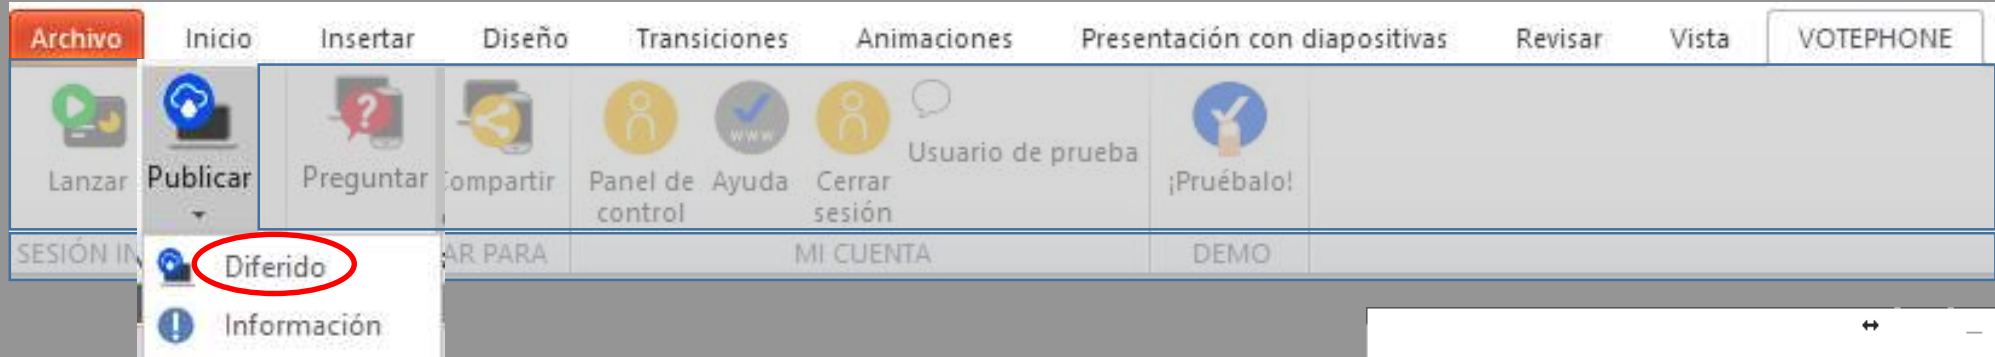 Archivo Inicio Insertar Diseño Transiciones Animaciones Presentación con diapositivas Revisar Vista VOTEPHONE
www
Usuario de prueba
Lanzar Publicar Preguntar ompartir Panel de control Ayuda Cerrar sesión ¡Pruébalo!
SESIÓN IN AR PARA MI CUENTA DEMO
Diferido
Información